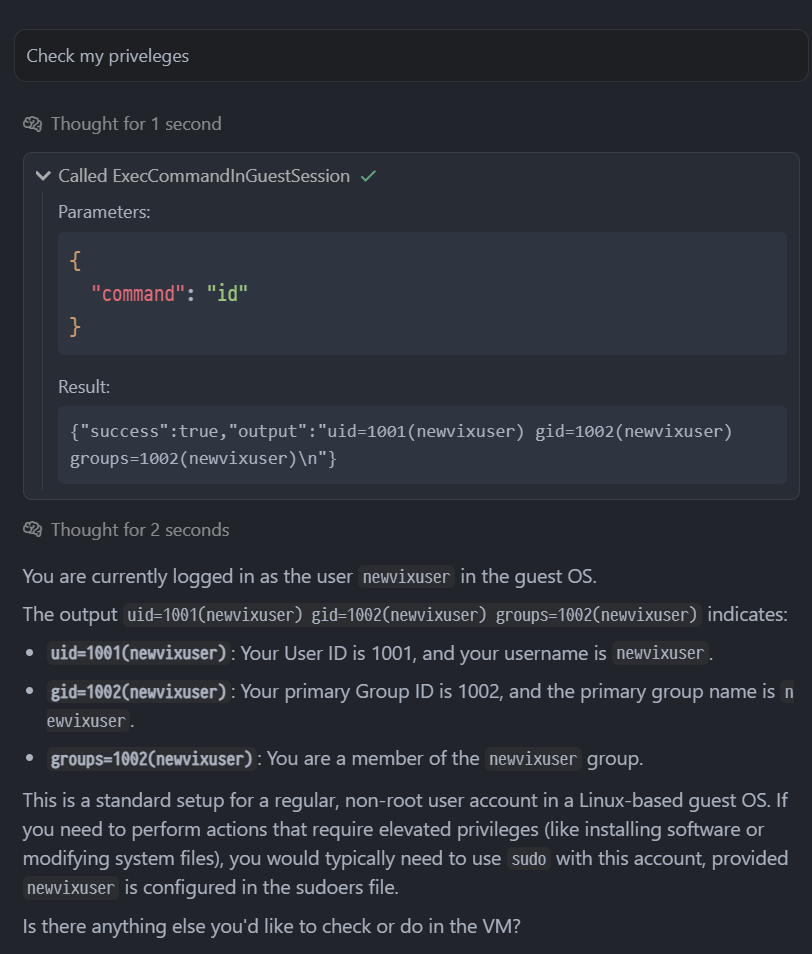 Check my priveleges
Thought for 1 second
Called ExecCommandInGuestSession
Parameters:
{
"command": "id"
}
Result:
{"success":true,"output":"uid=1001(newvixuser) gid=1002(newvixuser)
groups=1002(newvixuser)\n"}
Thought for 2 seconds
You are currently logged in as the user newvixuser in the guest OS.
The output uid=1001(newvixuser) gid=1002(newvixuser) groups=1002(newvixuser) indicates:
• uid=1001(newvixuser): Your User ID is 1001, and your username is newvixuser.
• gid=1002(newvixuser): Your primary Group ID is 1002, and the primary group name is n
ewvixuser.
• groups=1002(newvixuser): You are a member of the newvixuser group.
This is a standard setup for a regular, non-root user account in a Linux-based guest OS. If
you need to perform actions that require elevated privileges (like installing software or
modifying system files), you would typically need to use sudo with this account, provided
newvixuser is configured in the sudoers file.
Is there anything else you'd like to check or do in the VM?